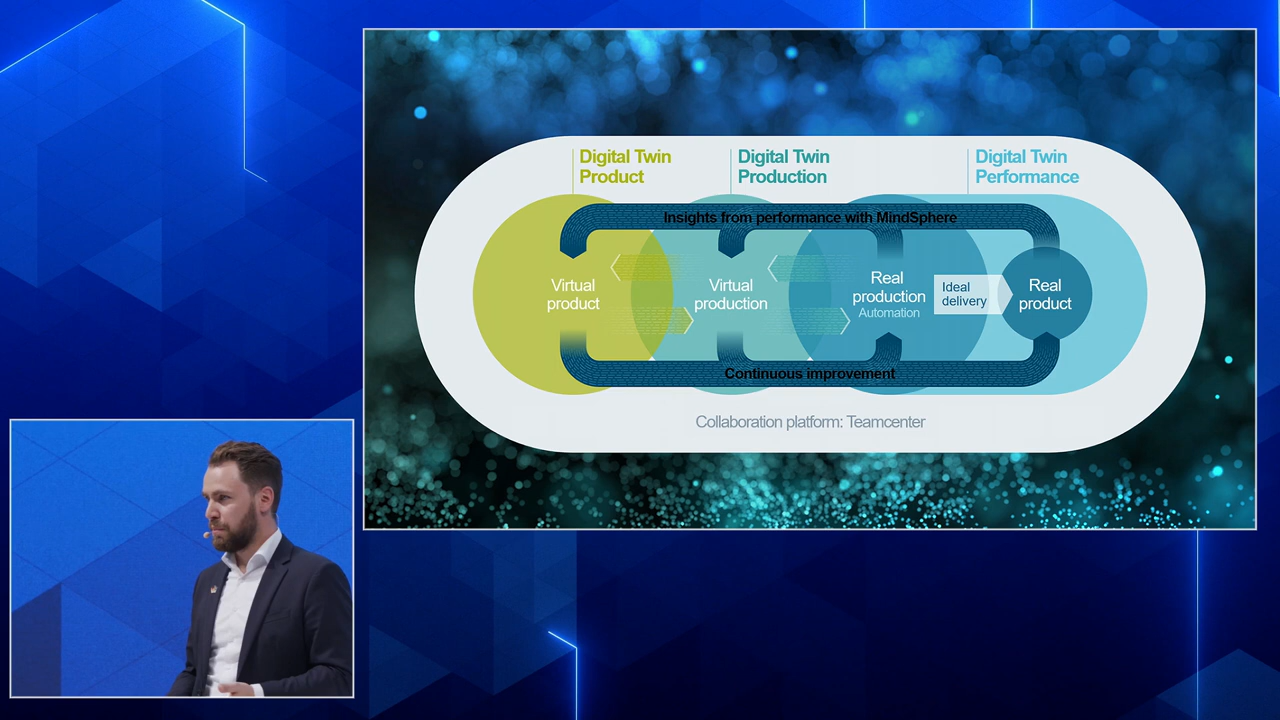 Digital Twin
Product
Digital Twin
Production
Digital Twin
Performance
Insights from performance with MindSphere
Virtual
product
Virtual
production
Real
production
Automation
Ideal
delivery
Real
product
Continuous improvement
Collaboration platform: Teamcenter